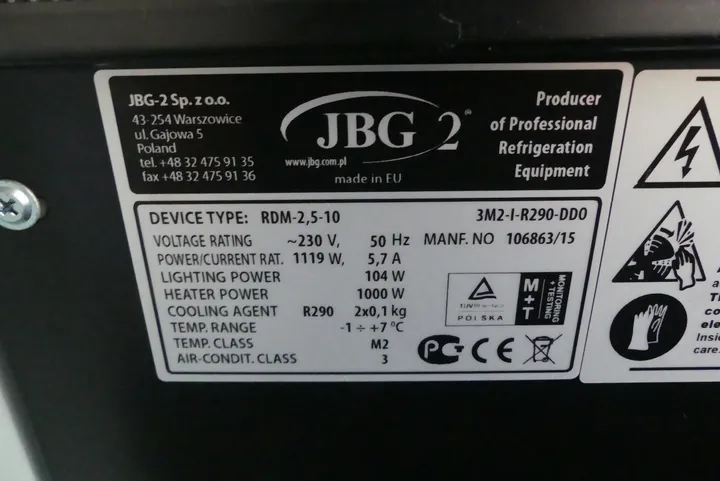 JBG-2 Sp. z o.o.
43-254 Warszowice
ul. Gajowa 5
Poland
tel. +48 32 475 91 35
fax +48 32 475 91 36
JBG 2
www.jbg.com.pl
made in EU
Producer
of Professional
Refrigeration
Equipment
DEVICE TYPE: RDM-2,5-10 3M2-I-R290-DDO
VOLTAGE RATING ~230 V, 50 Hz MANF. NO 106863/15
POWER/CURRENT RAT. 1119 W, 5,7 A
LIGHTING POWER 104 W
HEATER POWER 1000 W
COOLING AGENT R290 2x0,1 kg
TEMP. RANGE -1 ÷ +7 °C
TEMP. CLASS M2
AIR-CONDIT. CLASS 3
POLSKA
M+T
MONITORING
+ TESTING
CE
Insi
care.